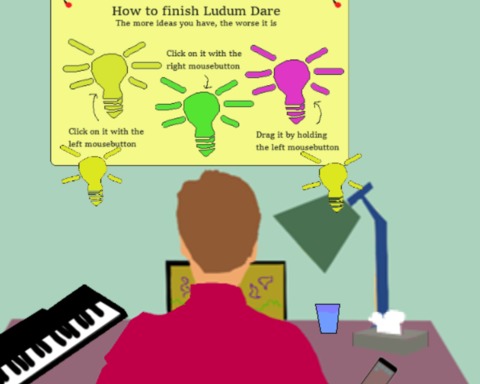 How to finish Ludum Dare
The more ideas you have, the worse it is
Click on it with the
right mousebutton
Click on it with the
left mousebutton
Drag it by holding
the left mousebutton